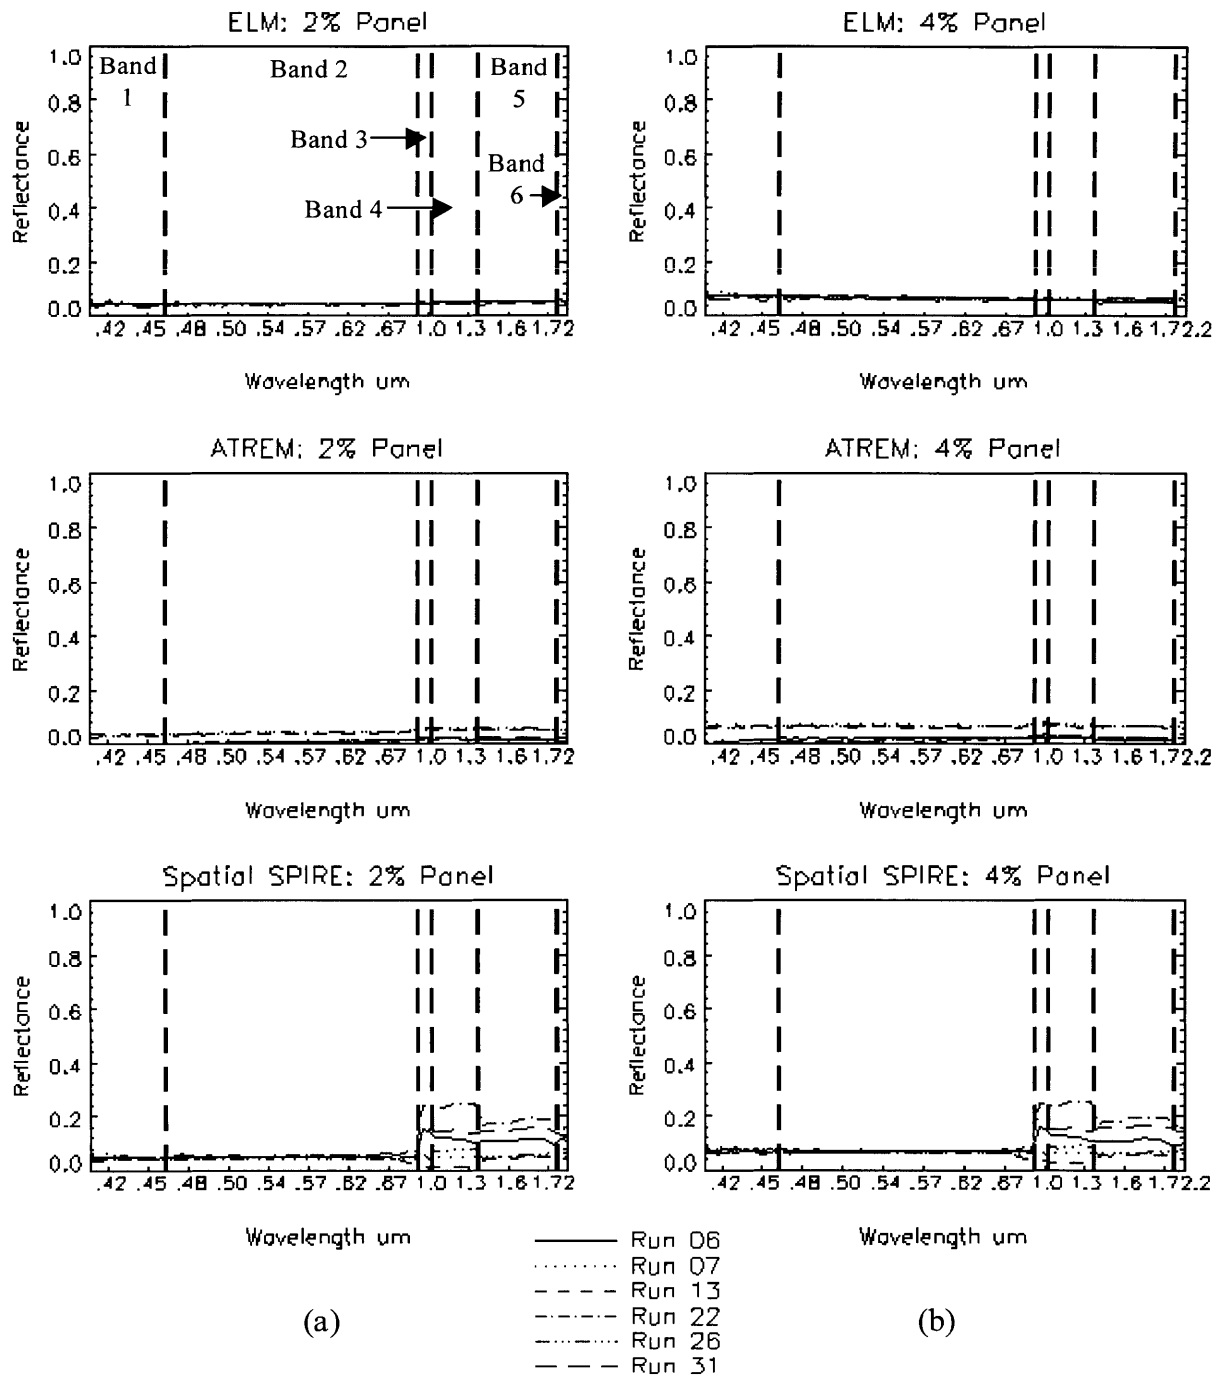 ELM: 2% Panel
1.0
0.8
0.6
0.4
0.2
0.0
Reflectance
Band 1
Band 2
Band 3
Band 4
Band 5
Band 6
.42 .45 .48 .50 .54 .57 .62 .67 1.0 1.3 1.6 1.72
Wavelength um
ELM: 4% Panel
1.0
0.8
0.6
0.4
0.2
0.0
Reflectance
.42 .45 .48 .50 .54 .57 .62 .67 1.0 1.3 1.6 1.72.2
Wavelength um
ATREM: 2% Panel
1.0
0.8
0.6
0.4
0.2
0.0
Reflectance
.42 .45 .48 .50 .54 .57 .62 .67 1.0 1.3 1.6 1.72
Wavelength um
ATREM: 4% Panel
1.0
0.8
0.6
0.4
0.2
0.0
Reflectance
.42 .45 .48 .50 .54 .57 .62 .67 1.0 1.3 1.6 1.72.2
Wavelength um
Spatial SPIRE: 2% Panel
1.0
0.8
0.6
0.4
0.2
0.0
Reflectance
.42 .45 .48 .50 .54 .57 .62 .67 1.0 1.3 1.6 1.72
Wavelength um
Spatial SPIRE: 4% Panel
1.0
0.8
0.6
0.4
0.2
0.0
Reflectance
.42 .45 .48 .50 .54 .57 .62 .67 1.0 1.3 1.6 1.72.2
Wavelength um
Run 06
Run 07
Run 13
Run 22
Run 26
Run 31
(a)
(b)